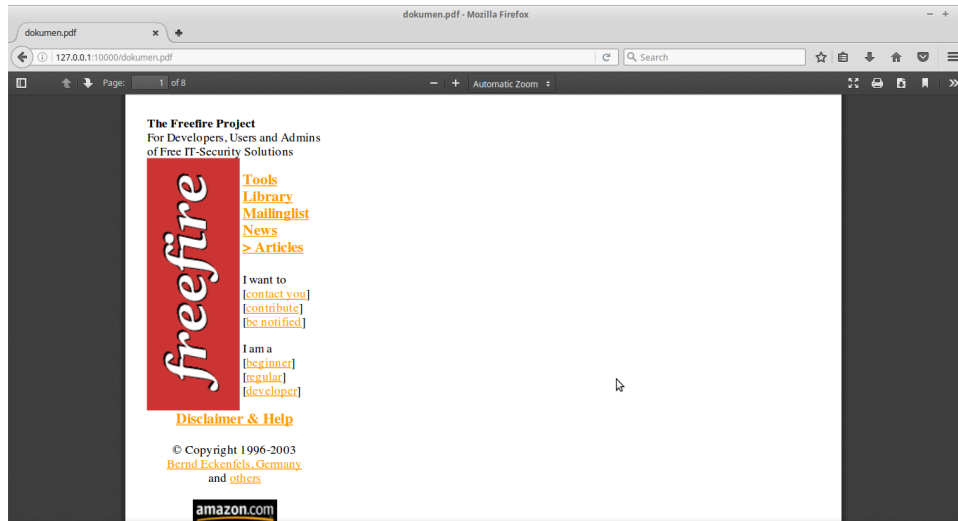 dokumen.pdf - Mozilla Firefox
dokumen.pdf
127.0.0.1:10000/dokumen.pdf
Search
Page: 1 of 8
Automatic Zoom
The Freefire Project
For Developers, Users and Admins
of Free IT-Security Solutions
freefire
Tools
Library
Mailinglist
News
> Articles
I want to
[contact you]
[contribute]
[be notified]
I am a
[beginner]
[regular]
[developer]
Disclaimer & Help
© Copyright 1996-2003
Bernd Eckenfels, Germany
and others
amazon.com